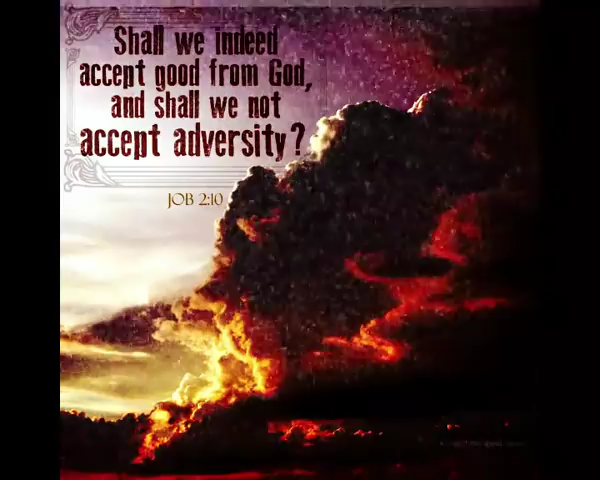 Shall we indeed
accept good from God,
and shall we not
accept adversity?
JOB 2:10